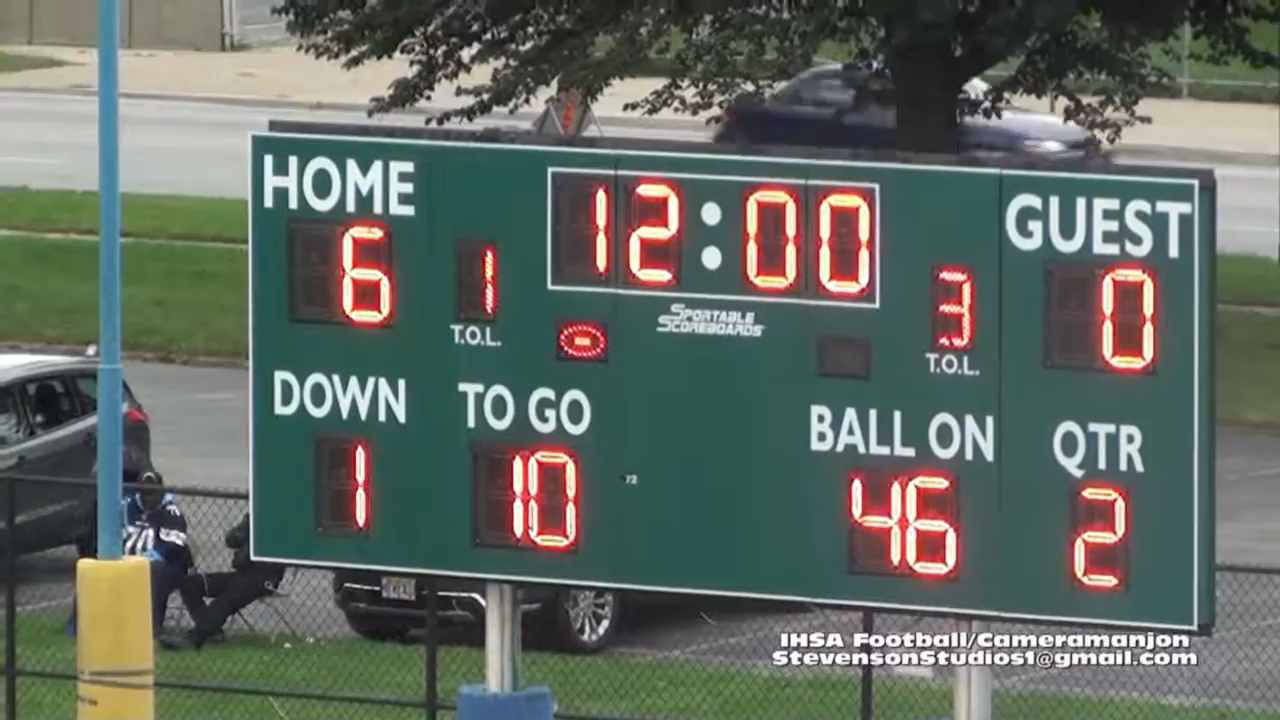 HOME
6
1
T.O.L.
12:00
SPORTABLE
SCOREBOARDS
3
T.O.L.
GUEST
0
DOWN
1
TO GO
10
72
BALL ON
46
QTR
2
IHSA Football/Cameramanjon
StevensonStudios1@gmail.com